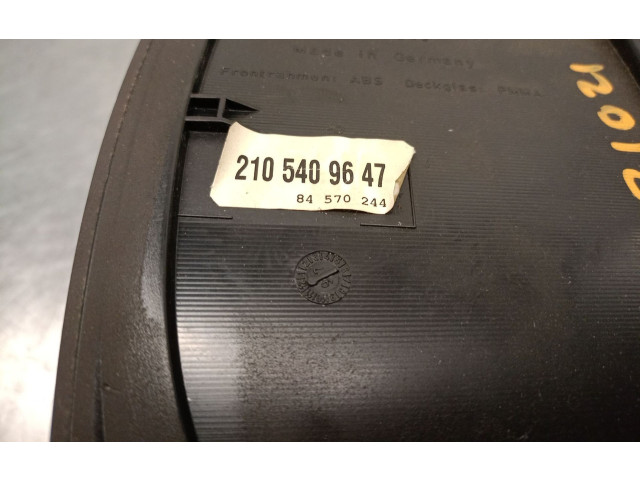 Made in Germany
Frontrahmen: ABS Deckglas: PMMA
210 540 96 47
84 570 244